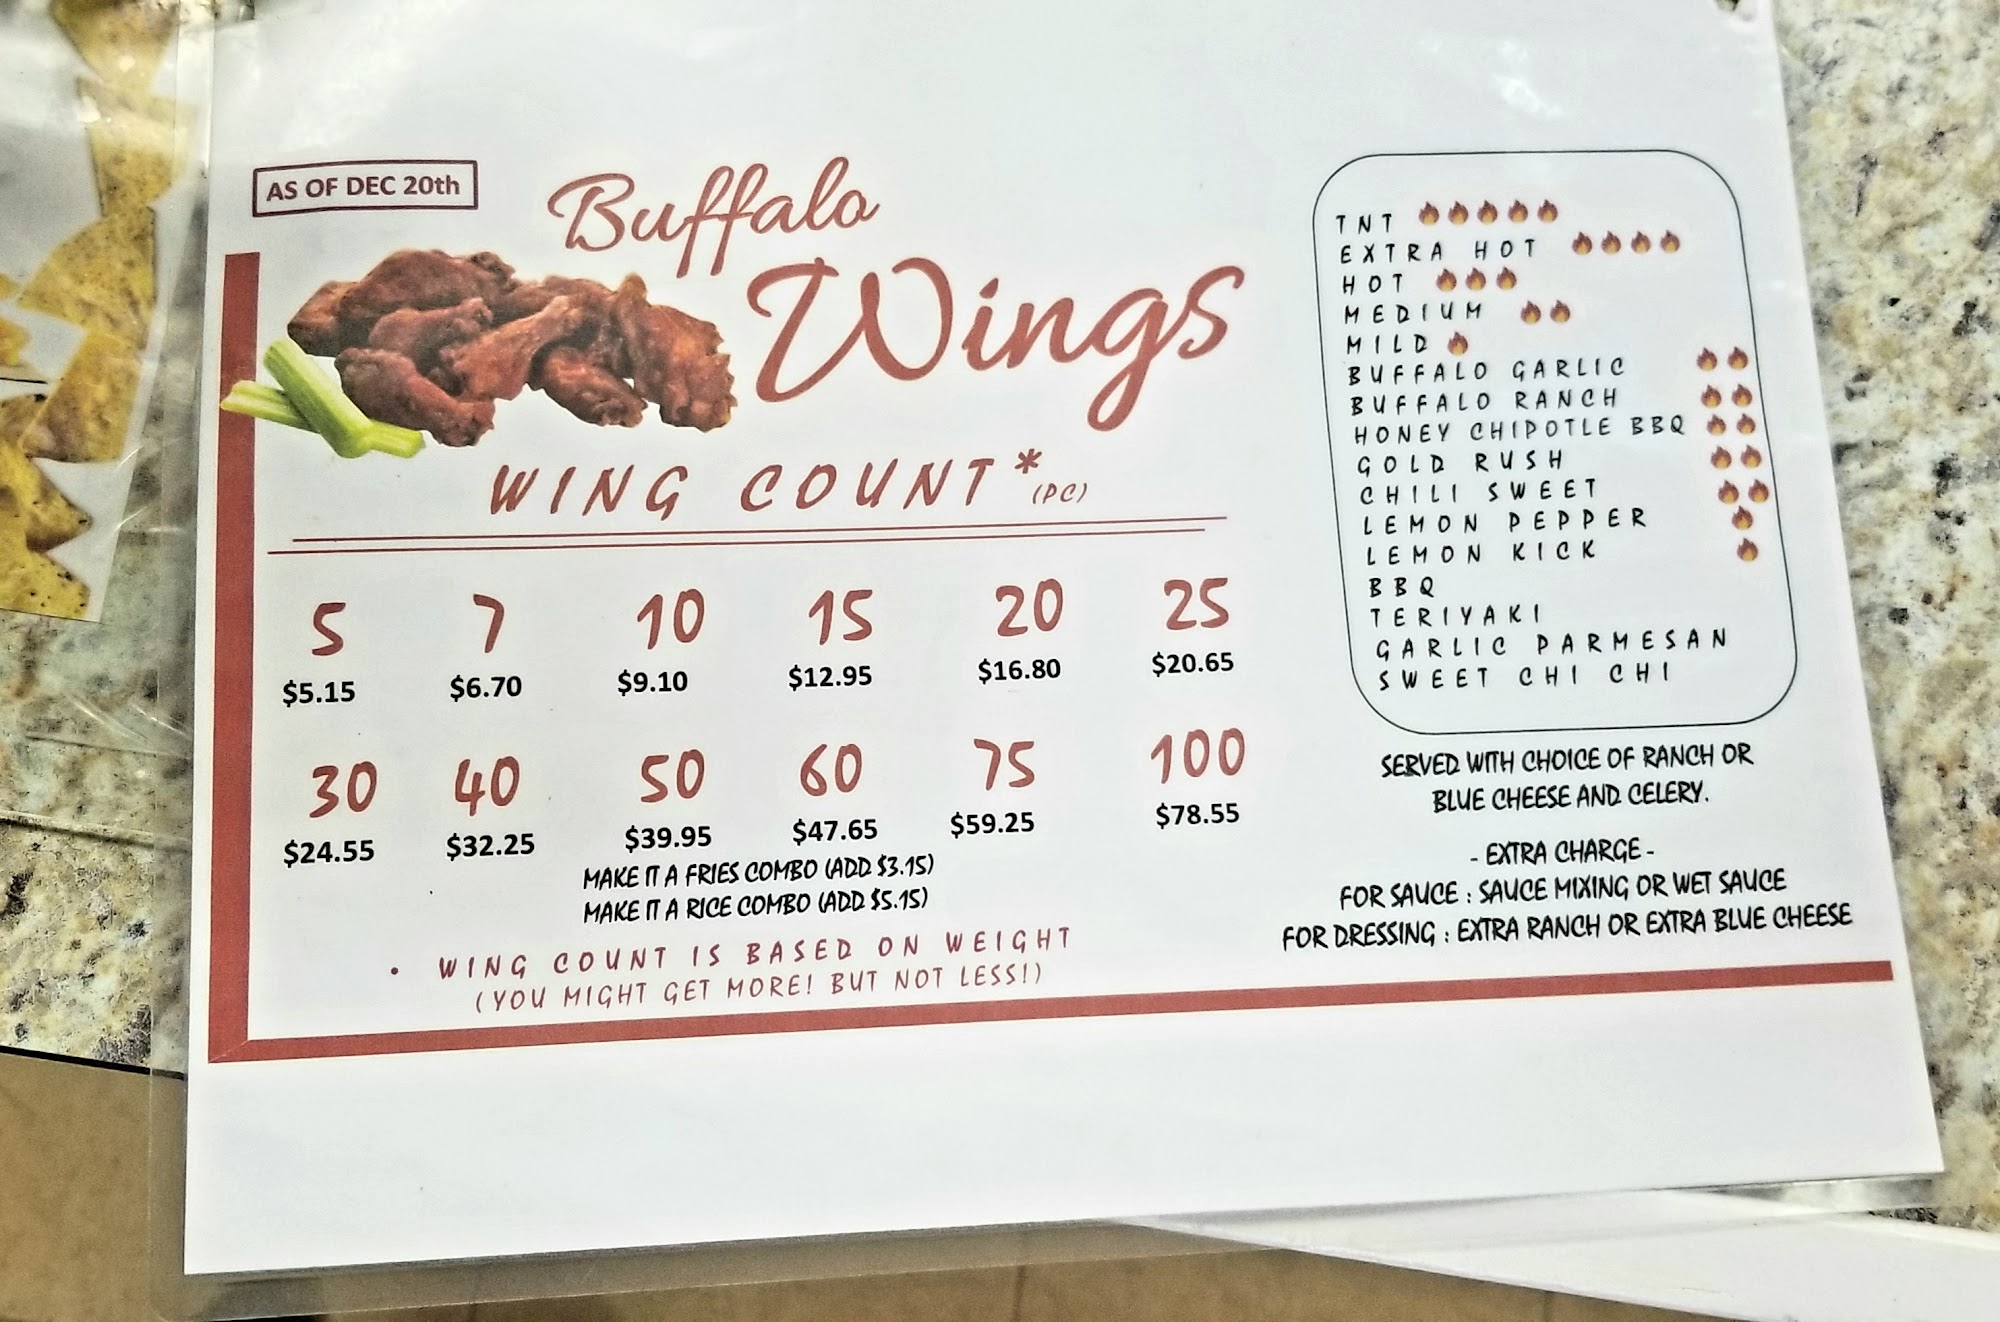 AS OF DEC 20th
Buffalo
Wings
WING COUNT* (PC)
5 7 10 15 20 25
$5.15 $6.70 $9.10 $12.95 $16.80 $20.65
30 40 50 60 75 100
$24.55 $32.25 $39.95 $47.65 $59.25 $78.55
MAKE IT A FRIES COMBO (ADD $3.15)
MAKE IT A RICE COMBO (ADD $5.15)
• WING COUNT IS BASED ON WEIGHT
(YOU MIGHT GET MORE! BUT NOT LESS!)
TNT 🔥🔥🔥🔥🔥
EXTRA HOT 🔥🔥🔥🔥
HOT 🔥🔥🔥
MEDIUM 🔥🔥
MILD 🔥
BUFFALO GARLIC 🔥🔥
BUFFALO RANCH 🔥🔥
HONEY CHIPOTLE BBQ 🔥🔥
GOLD RUSH 🔥🔥
CHILI SWEET 🔥🔥
LEMON PEPPER 🔥
LEMON KICK 🔥
BBQ
TERIYAKI
GARLIC PARMESAN
SWEET CHI CHI
SERVED WITH CHOICE OF RANCH OR
BLUE CHEESE AND CELERY.
- EXTRA CHARGE -
FOR SAUCE : SAUCE MIXING OR WET SAUCE
FOR DRESSING : EXTRA RANCH OR EXTRA BLUE CHEESE